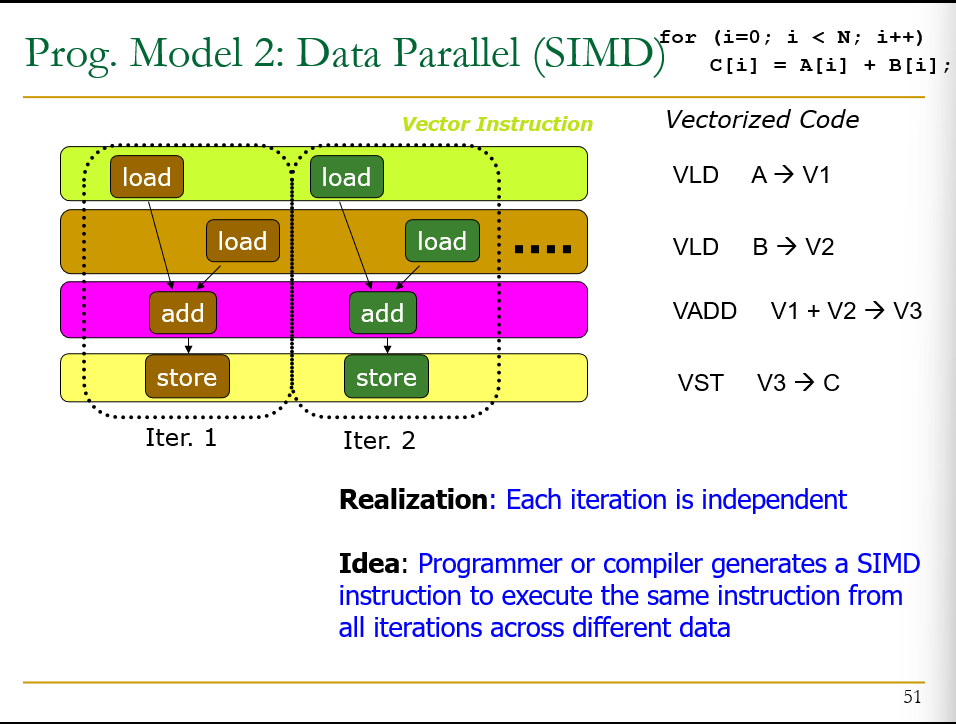 Prog. Model 2: Data Parallel (SIMD)
for (i=0; i < N; i++)
C[i] = A[i] + B[i];
Vector Instruction
Vectorized Code
load
load
VLD A → V1
load
load
....
VLD B → V2
add
add
VADD V1 + V2 → V3
store
store
VST V3 → C
Iter. 1
Iter. 2
Realization: Each iteration is independent
Idea: Programmer or compiler generates a SIMD
instruction to execute the same instruction from
all iterations across different data
51